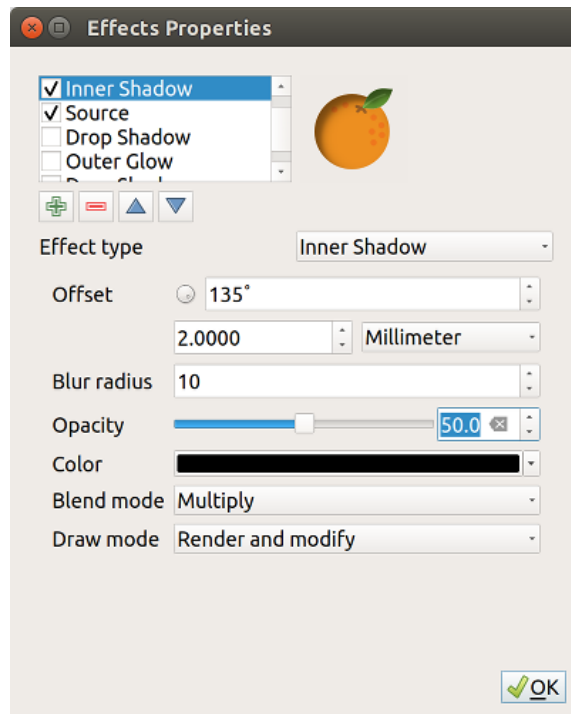 Effects Properties
Inner Shadow
Source
Drop Shadow
Outer Glow
Effect type Inner Shadow
Offset 135˚
2.0000 Millimeter
Blur radius 10
Opacity 50.0
Color
Blend mode Multiply
Draw mode Render and modify
OK